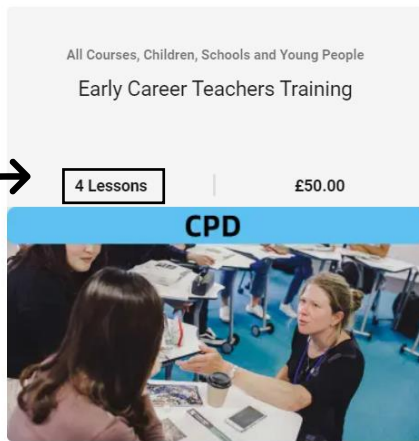 All Courses, Children, Schools and Young People
Early Career Teachers Training
4 Lessons
£50.00
CPD